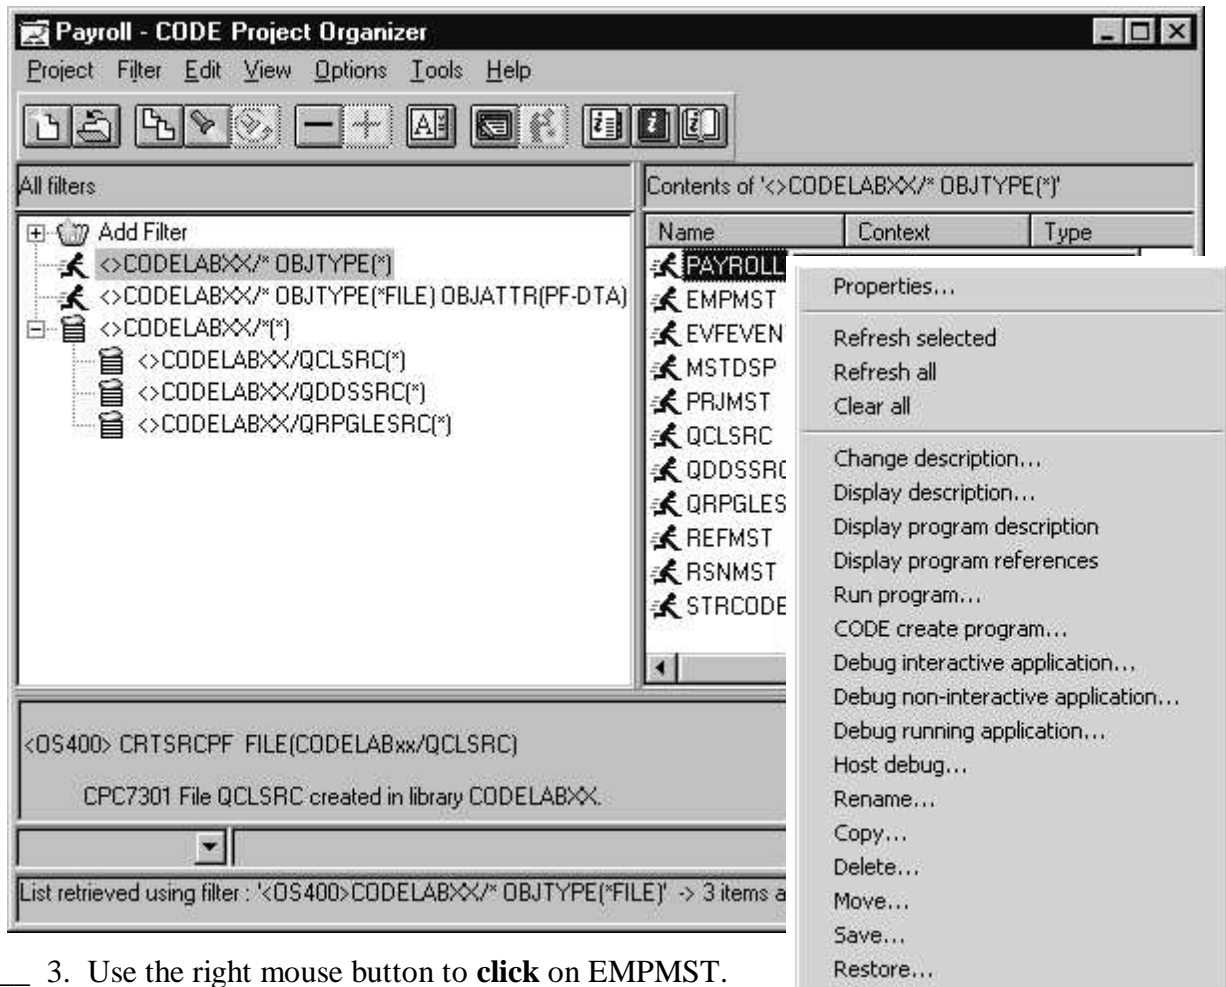 Payroll - CODE Project Organizer
Project Filter Edit View Options Tools Help
All filters
Contents of '<>CODELABXX/* OBJTYPE(*)'
Add Filter
<>CODELABXX/* OBJTYPE(*)
<>CODELABXX/* OBJTYPE(*FILE) OBJATTR(PF-DTA)
<>CODELABXX/*(*)
<>CODELABXX/QCLSRC(*)
<>CODELABXX/QDDSSRC(*)
<>CODELABXX/QRPGLESRC(*)
Name Context Type
PAYROLL
EMPMST
EVFEVEN
MSTDSP
PRJMST
QCLSRC
QDDSSRC
QRPGLES
REFMST
RSNMST
STRCODE
Properties...
Refresh selected
Refresh all
Clear all
Change description...
Display description...
Display program description
Display program references
Run program...
CODE create program...
Debug interactive application...
Debug non-interactive application...
Debug running application...
Host debug...
Rename...
Copy...
Delete...
Move...
Save...
Restore...
<OS400> CRTSRCPF FILE(CODELABxx/QCLSRC)
CPC7301 File QCLSRC created in library CODELABXX.
List retrieved using filter : '<OS400>CODELABXX/* OBJTYPE(*FILE)' -> 3 items a
__ 3. Use the right mouse button to click on EMPMST.